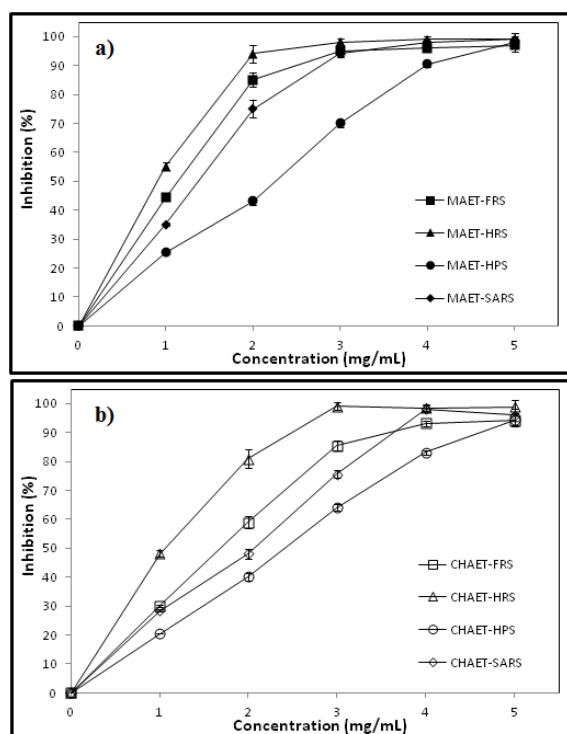 a)
100
90
80
70
60
50
40
30
20
10
0
Inhibition (%)
MAET-FRS
MAET-HRS
MAET-HPS
MAET-SARS
0 1 2 3 4 5
Concentration (mg/mL)
b)
100
90
80
70
60
50
40
30
20
10
0
Inhibition (%)
CHAET-FRS
CHAET-HRS
CHAET-HPS
CHAET-SARS
0 1 2 3 4 5
Concentration (mg/mL)